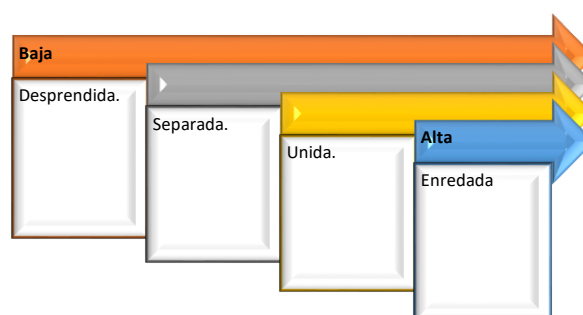 Baja
Desprendida.
Separada.
Unida.
Alta
Enredada